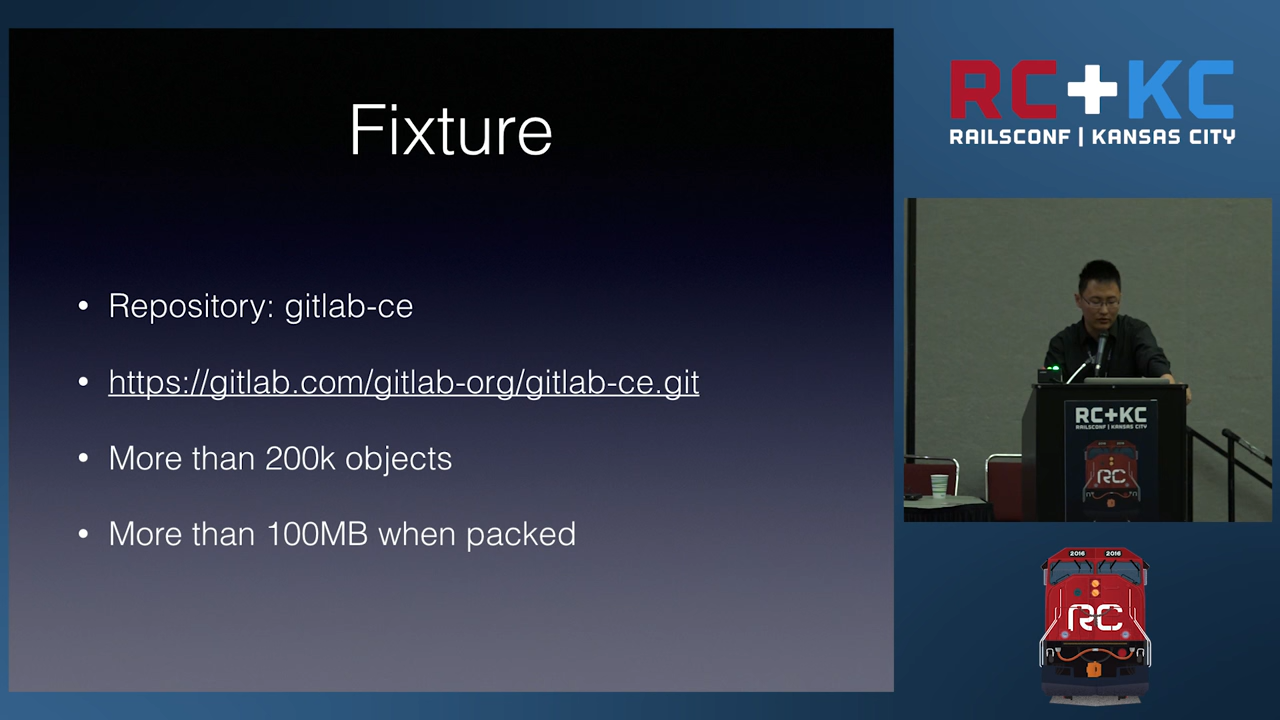 Fixture
• Repository: gitlab-ce
• https://gitlab.com/gitlab-org/gitlab-ce.git
• More than 200k objects
• More than 100MB when packed
RC+KC
RAILSCONF | KANSAS CITY
RC+KC
RAILSCONF | KANSAS CITY
RC
2016 2016
RC